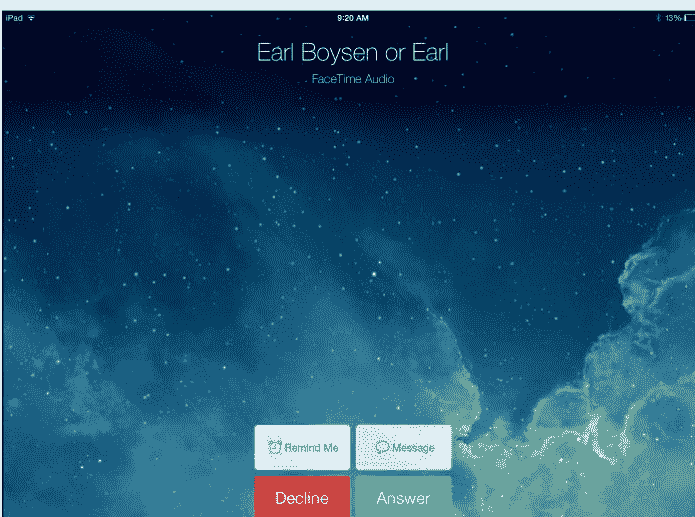 iPad 9:20 AM 13%
Earl Boysen or Earl
FaceTime Audio
Remind Me Message
Decline Answer